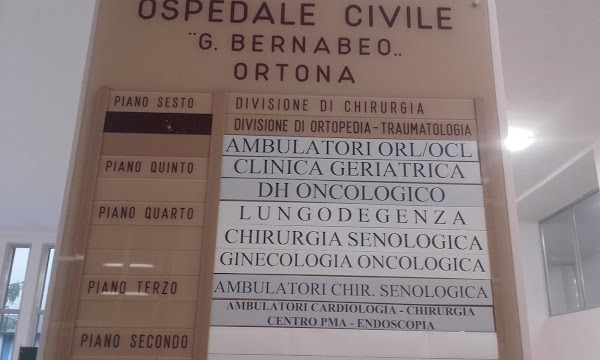 OSPEDALE CIVILE
"G. BERNABEO„
ORTONA
PIANO SESTO DIVISIONE DI CHIRURGIA
DIVISIONE DI ORTOPEDIA-TRAUMATOLOGIA
AMBULATORI ORL/OCL
PIANO QUINTO CLINICA GERIATRICA
DH ONCOLOGICO
PIANO QUARTO LUNGODEGENZA
CHIRURGIA SENOLOGICA
GINECOLOGIA ONCOLOGICA
PIANO TERZO AMBULATORI CHIR. SENOLOGICA
AMBULATORI CARDIOLOGIA - CHIRURGIA
CENTRO PMA - ENDOSCOPIA
PIANO SECONDO